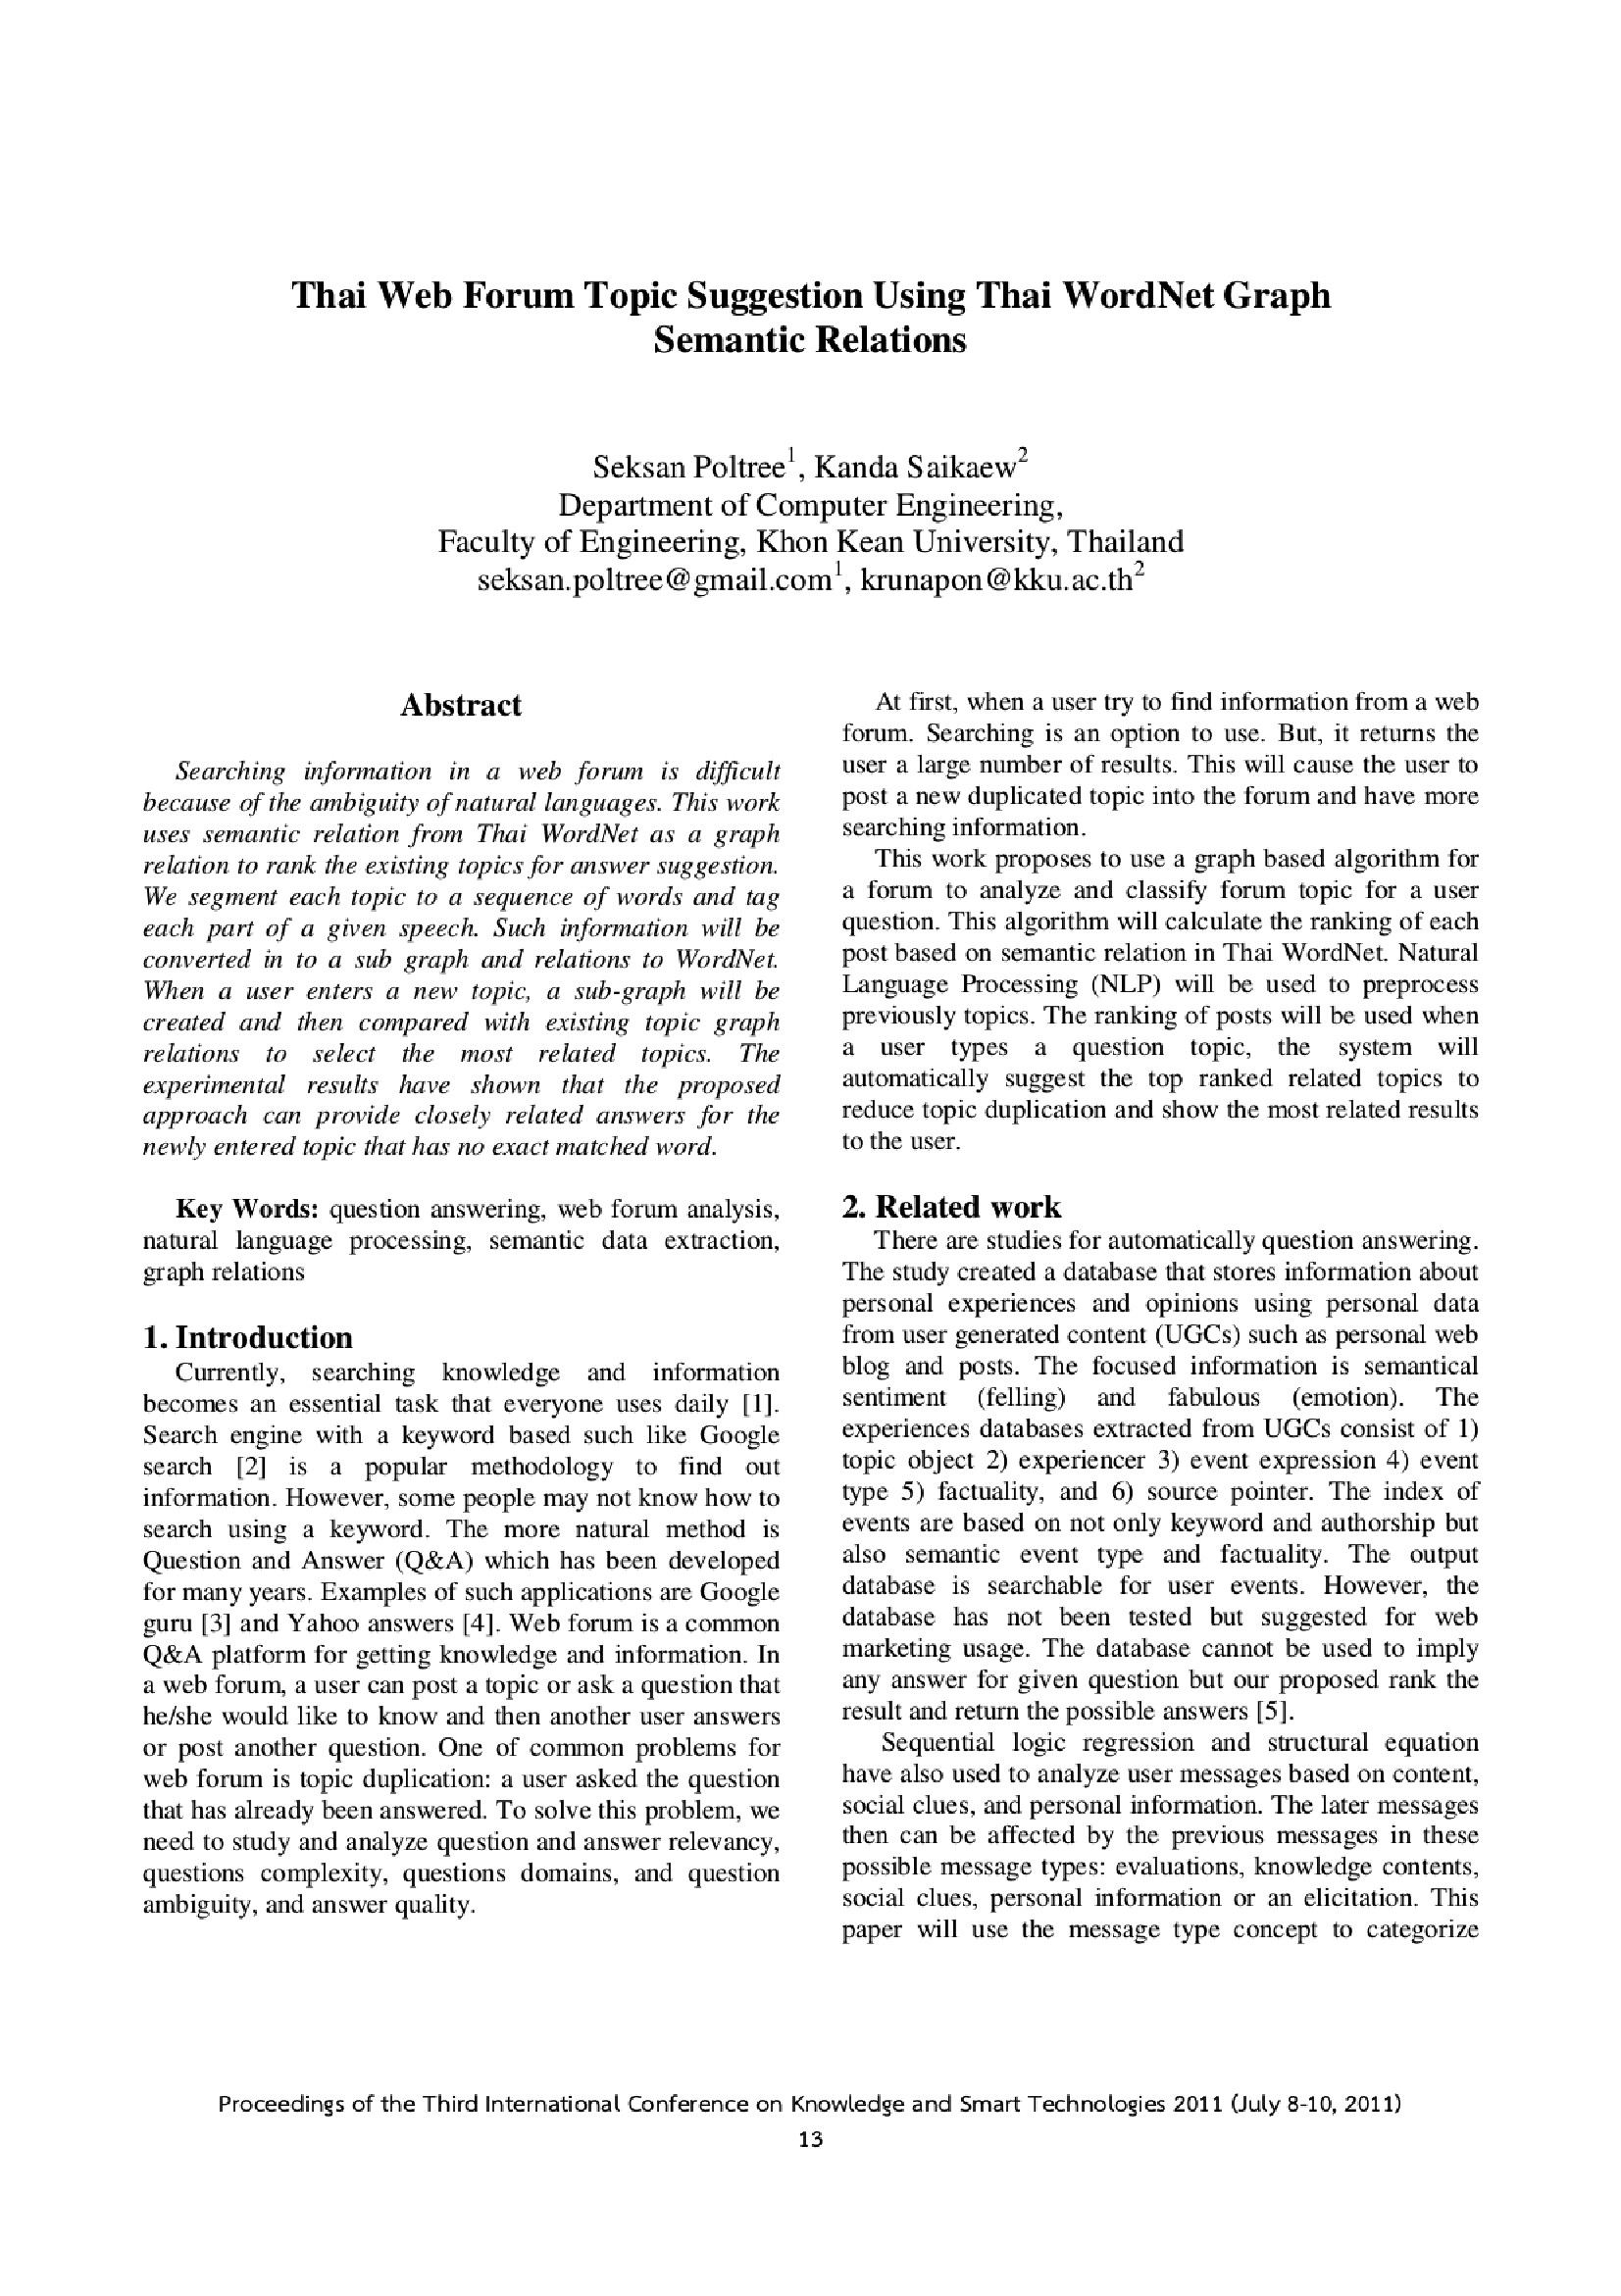 Thai Web Forum Topic Suggestion Using Thai WordNet Graph
Semantic Relations
Seksan Poltree1, Kanda Saikaew2
Department of Computer Engineering,
Faculty of Engineering, Khon Kean University, Thailand
seksan.poltree@gmail.com1, krunapon@kku.ac.th2
Abstract
Searching information in a web forum is difficult
because of the ambiguity of natural languages. This work
uses semantic relation from Thai WordNet as a graph
relation to rank the existing topics for answer suggestion.
We segment each topic to a sequence of words and tag
each part of a given speech. Such information will be
converted in to a sub graph and relations to WordNet.
When a user enters a new topic, a sub-graph will be
created and then compared with existing topic graph
relations to select the most related topics. The
experimental results have shown that the proposed
approach can provide closely related answers for the
newly entered topic that has no exact matched word.
Key Words: question answering, web forum analysis,
natural language processing, semantic data extraction,
graph relations
1. Introduction
Currently, searching knowledge and information
becomes an essential task that everyone uses daily [1].
Search engine with a keyword based such like Google
search [2] is a popular methodology to find out
information. However, some people may not know how to
search using a keyword. The more natural method is
Question and Answer (Q&A) which has been developed
for many years. Examples of such applications are Google
guru [3] and Yahoo answers [4]. Web forum is a common
Q&A platform for getting knowledge and information. In
a web forum, a user can post a topic or ask a question that
he/she would like to know and then another user answers
or post another question. One of common problems for
web forum is topic duplication: a user asked the question
that has already been answered. To solve this problem, we
need to study and analyze question and answer relevancy,
questions complexity, questions domains, and question
ambiguity, and answer quality.
At first, when a user try to find information from a web
forum. Searching is an option to use. But, it returns the
user a large number of results. This will cause the user to
post a new duplicated topic into the forum and have more
searching information.
This work proposes to use a graph based algorithm for
a forum to analyze and classify forum topic for a user
question. This algorithm will calculate the ranking of each
post based on semantic relation in Thai WordNet. Natural
Language Processing (NLP) will be used to preprocess
previously topics. The ranking of posts will be used when
a user types a question topic, the system will
automatically suggest the top ranked related topics to
reduce topic duplication and show the most related results
to the user.
2. Related work
There are studies for automatically question answering.
The study created a database that stores information about
personal experiences and opinions using personal data
from user generated content (UGCs) such as personal web
blog and posts. The focused information is semantical
sentiment (felling) and fabulous (emotion). The
experiences databases extracted from UGCs consist of 1)
topic object 2) experiencer 3) event expression 4) event
type 5) factuality, and 6) source pointer. The index of
events are based on not only keyword and authorship but
also semantic event type and factuality. The output
database is searchable for user events. However, the
database has not been tested but suggested for web
marketing usage. The database cannot be used to imply
any answer for given question but our proposed rank the
result and return the possible answers [5].
Sequential logic regression and structural equation
have also used to analyze user messages based on content,
social clues, and personal information. The later messages
then can be affected by the previous messages in these
possible message types: evaluations, knowledge contents,
social clues, personal information or an elicitation. This
paper will use the message type concept to categorize
Proceedings of the Third International Conference on Knowledge and Smart Technologies 2011 (July 8-10, 2011)
13